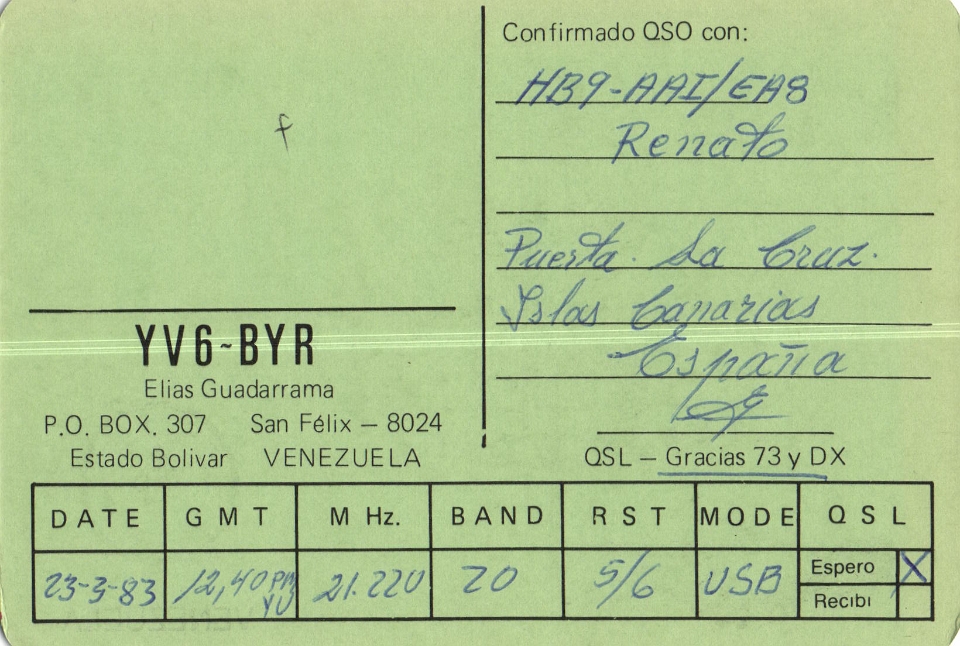 f
YV6-BYR
Elias Guadarrama
P.O. BOX. 307 San Félix – 8024
Estado Bolivar VENEZUELA
Confirmado QSO con:
HB9-AAI/EA8
Renato
Puerta. La Cruz.
Islas Canarias
España
QSL – Gracias 73 y DX
DATE GMT MHz. BAND RST MODE QSL
23-3-83 12,40 PM YV 21.220 20 5/6 USB
Espero X
Recibi